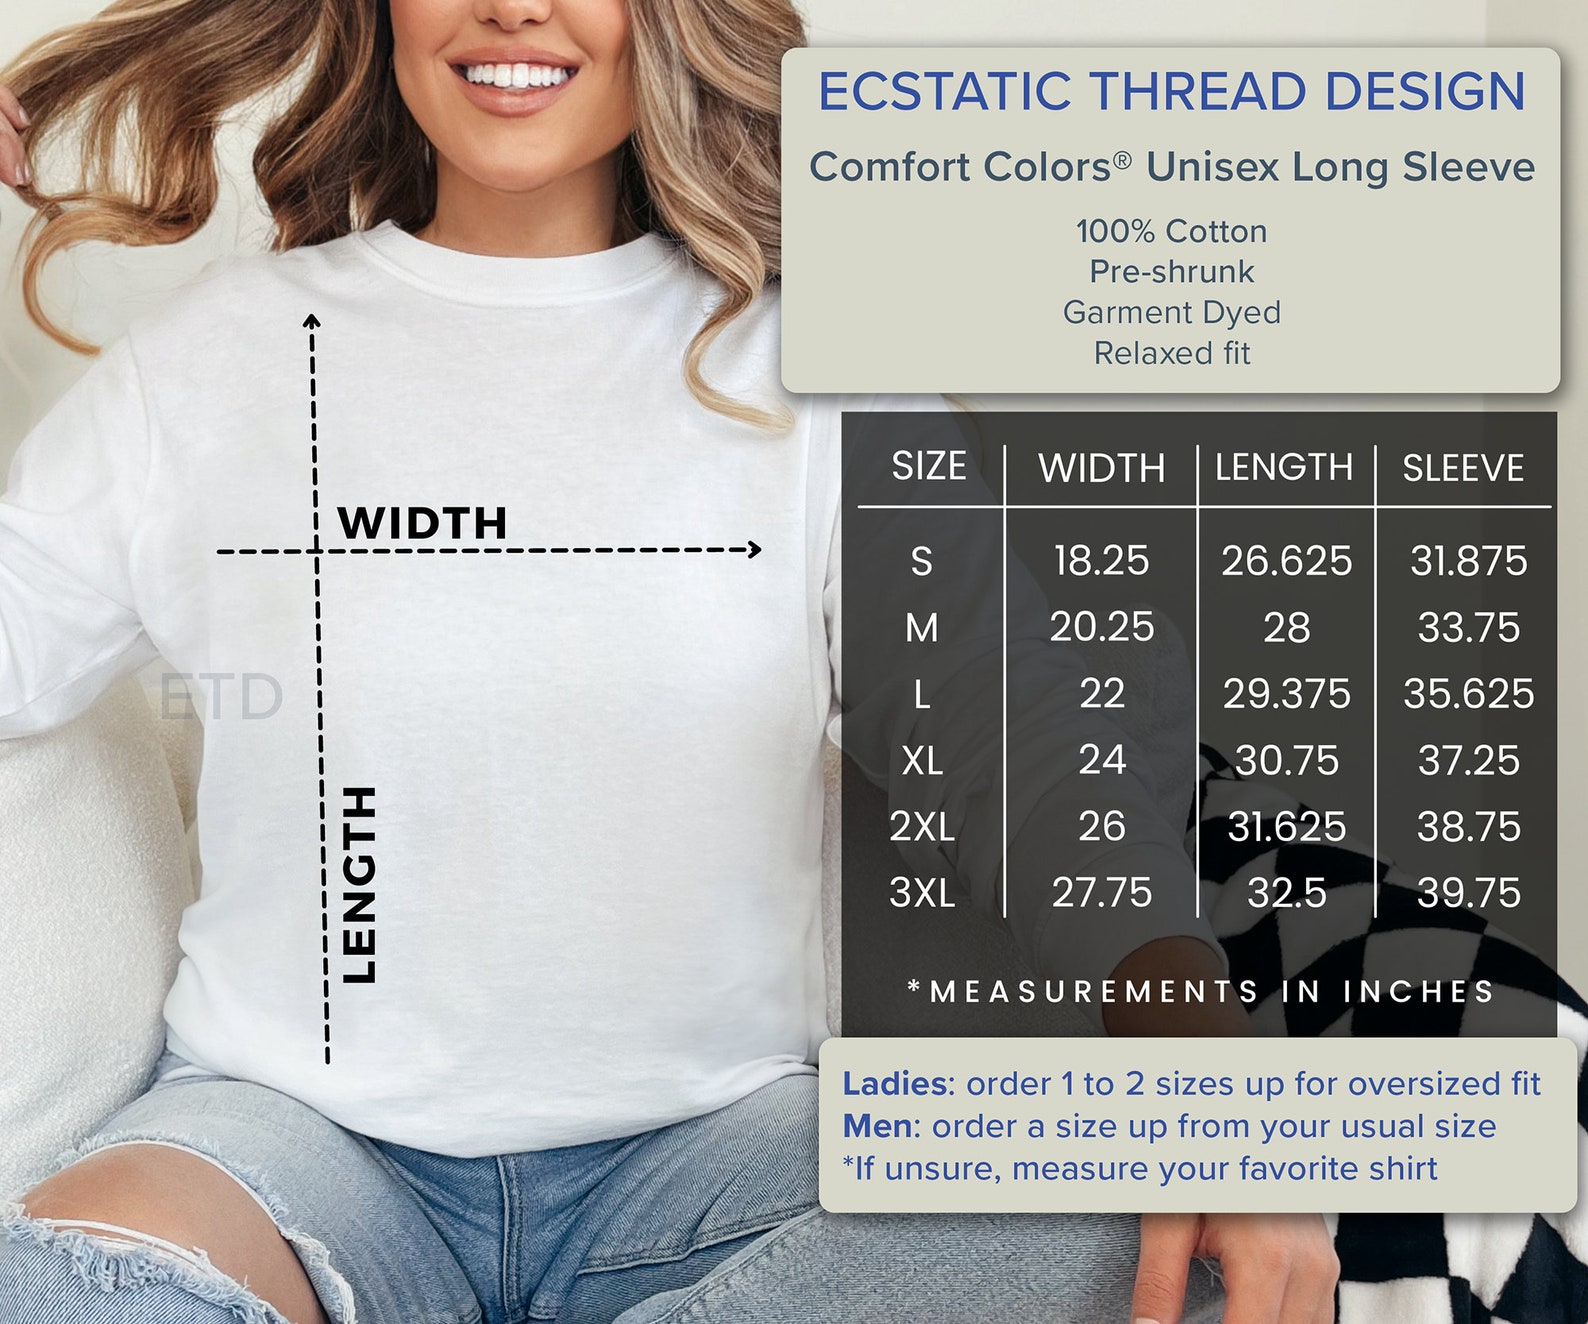 ECSTATIC THREAD DESIGN
Comfort Colors® Unisex Long Sleeve
100% Cotton
Pre-shrunk
Garment Dyed
Relaxed fit
WIDTH
LENGTH
ETD
SIZE WIDTH LENGTH SLEEVE
S 18.25 26.625 31.875
M 20.25 28 33.75
L 22 29.375 35.625
XL 24 30.75 37.25
2XL 26 31.625 38.75
3XL 27.75 32.5 39.75
*MEASUREMENTS IN INCHES
Ladies: order 1 to 2 sizes up for oversized fit
Men: order a size up from your usual size
*If unsure, measure your favorite shirt